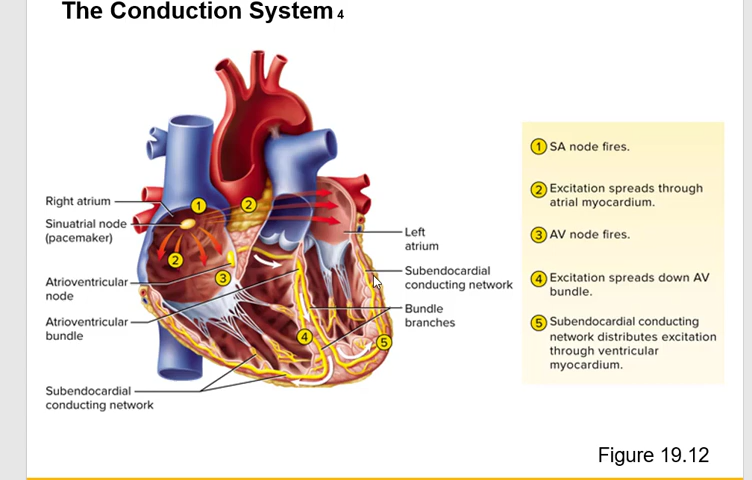 The Conduction System 4
1 SA node fires.
2 Excitation spreads through
atrial myocardium.
3 AV node fires.
4 Excitation spreads down AV
bundle.
5 Subendocardial conducting
network distributes excitation
through ventricular
myocardium.
Right atrium
Sinuatrial node
(pacemaker)
Atrioventricular
node
Atrioventricular
bundle
Subendocardial
conducting network
1
2
2
3
4
5
Left
atrium
Subendocardial
conducting network
Bundle
branches
Figure 19.12